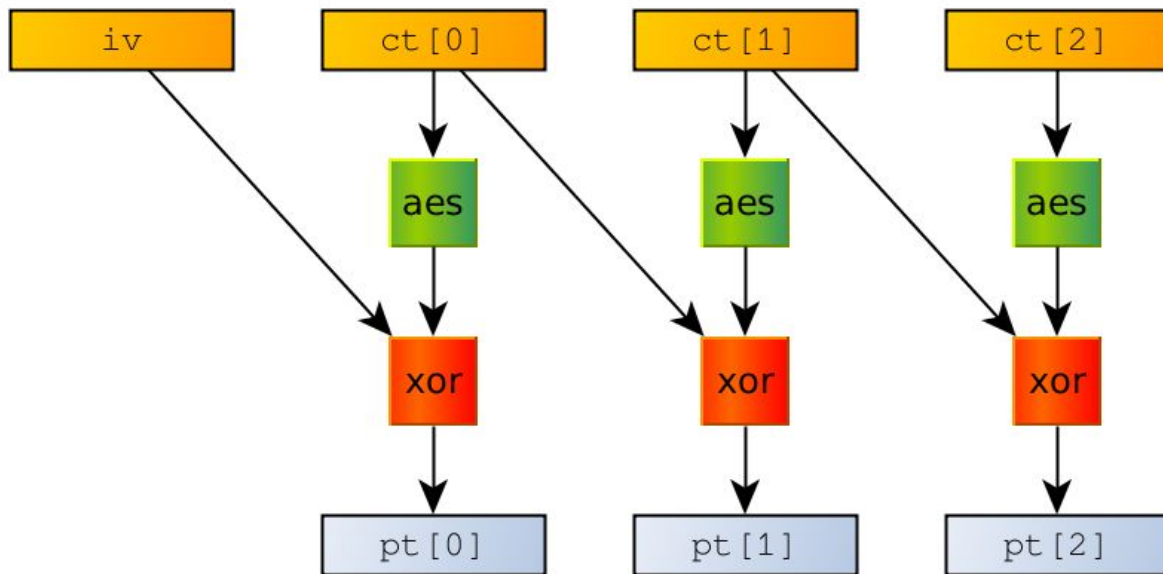 iv ct[0] ct[1] ct[2]
aes aes aes
xor xor xor
pt[0] pt[1] pt[2]